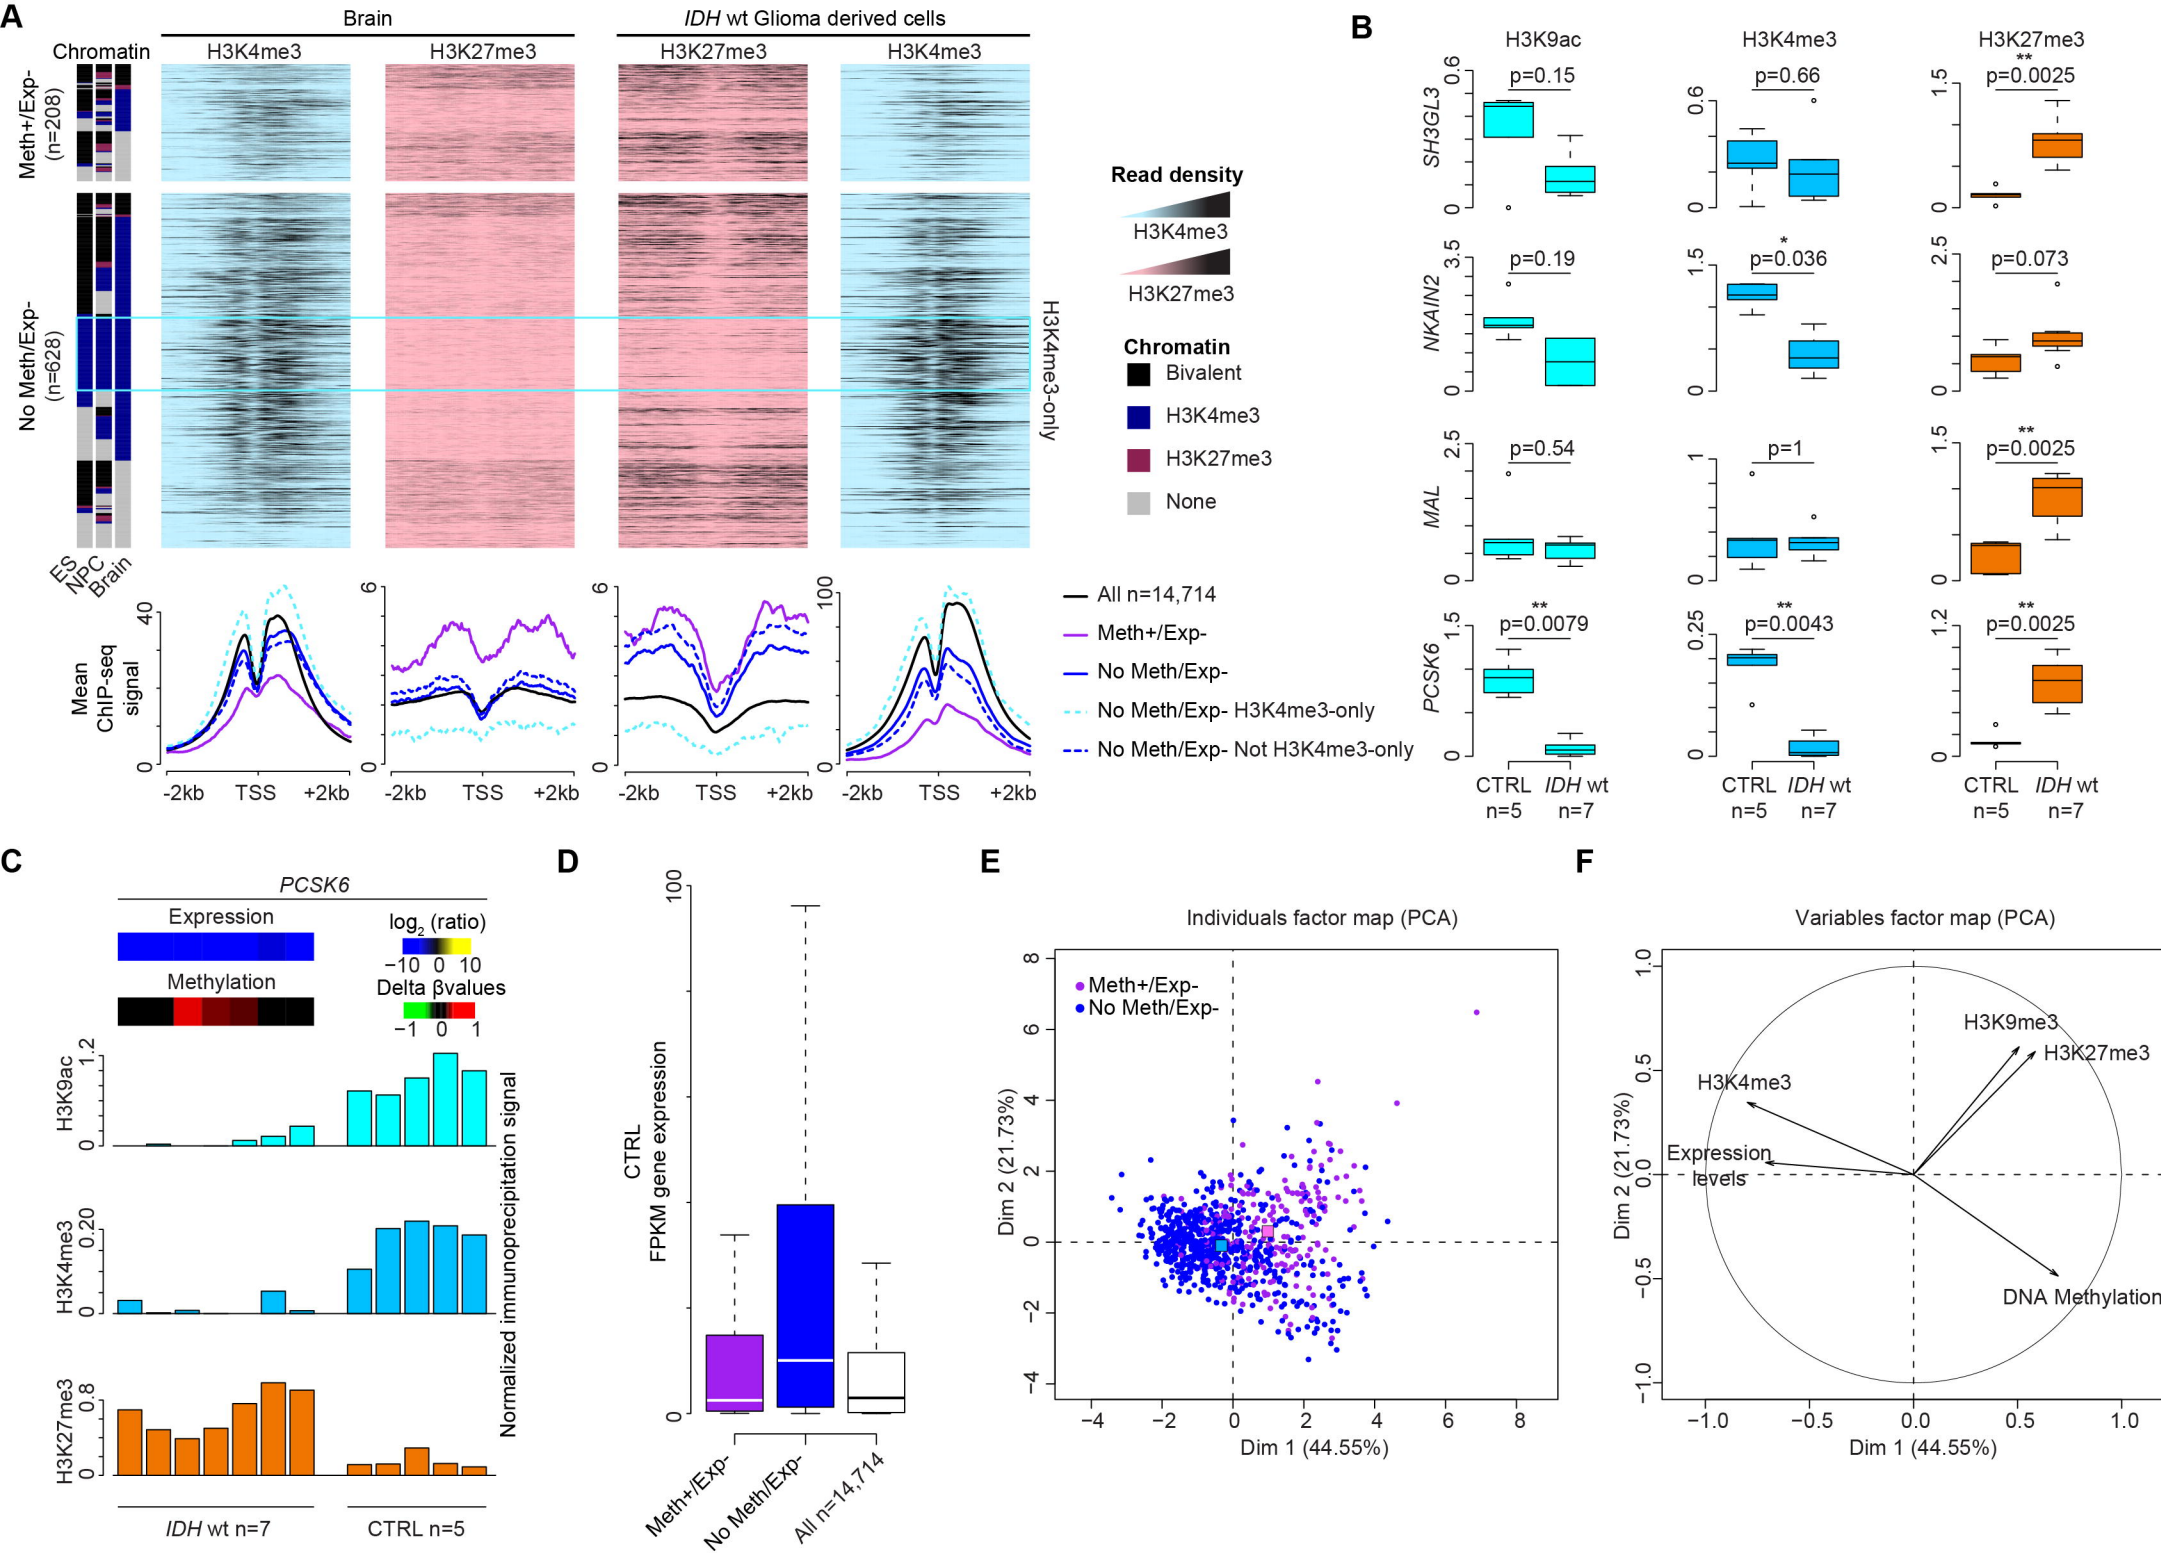 A
Brain
IDH wt Glioma derived cells
Chromatin
H3K4me3
H3K27me3
H3K27me3
H3K4me3
Meth+/Exp-
(n=208)
No Meth/Exp-
(n=628)
H3K4me3-only
ES
NPC
Brain
Read density
H3K4me3
H3K27me3
Chromatin
Bivalent
H3K4me3
H3K27me3
None
Mean
ChIP-seq
signal
0
40
-2kb TSS +2kb
0
6
-2kb TSS +2kb
0
6
-2kb TSS +2kb
0
100
-2kb TSS +2kb
All n=14,714
Meth+/Exp-
No Meth/Exp-
No Meth/Exp- H3K4me3-only
No Meth/Exp- Not H3K4me3-only
B
H3K9ac
H3K4me3
H3K27me3
SH3GL3
0
0.6
p=0.15
0
0.6
p=0.66
0
1.5
**
p=0.0025
NKAIN2
0
3.5
p=0.19
0
1.5
*
p=0.036
0
2.5
p=0.073
MAL
0
2.5
p=0.54
0
1
p=1
0
1.5
**
p=0.0025
PCSK6
0
1.5
**
p=0.0079
0
0.25
**
p=0.0043
0
1.2
**
p=0.0025
CTRL IDH wt
n=5 n=7
CTRL IDH wt
n=5 n=7
CTRL IDH wt
n=5 n=7
C
PCSK6
Expression
log2 (ratio)
−10 0 10
Methylation
Delta βvalues
−1 0 1
H3K9ac
0
1.2
H3K4me3
0
0.20
H3K27me3
0
0.8
Normalized immunoprecipitation signal
IDH wt n=7
CTRL n=5
D
CTRL
FPKM gene expression
0
100
Meth+/Exp-
No Meth/Exp-
All n=14,714
E
Individuals factor map (PCA)
Meth+/Exp-
No Meth/Exp-
Dim 2 (21.73%)
8
6
4
2
0
−2
−4
−4 −2 0 2 4 6 8
Dim 1 (44.55%)
F
Variables factor map (PCA)
H3K9me3
H3K27me3
H3K4me3
Expression
levels
DNA Methylation
Dim 2 (21.73%)
1.0
0.5
0.0
−0.5
−1.0
−1.0 −0.5 0.0 0.5 1.0
Dim 1 (44.55%)